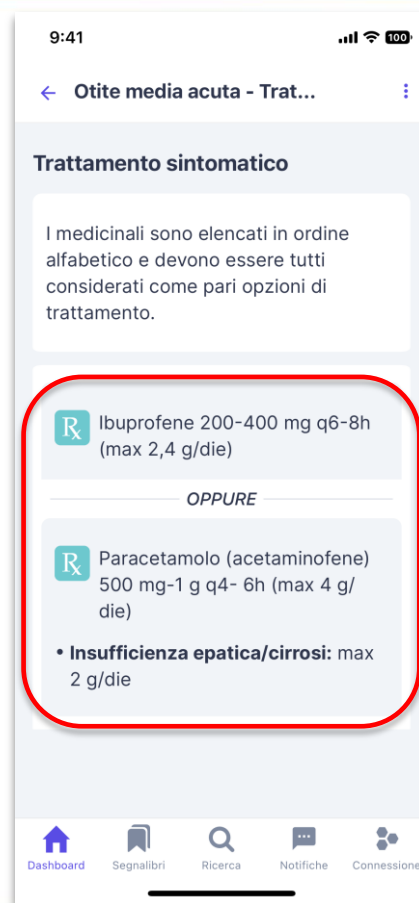 9:41
100
Otite media acuta - Trat...
Trattamento sintomatico
I medicinali sono elencati in ordine
alfabetico e devono essere tutti
considerati come pari opzioni di
trattamento.
Rx Ibuprofene 200-400 mg q6-8h
(max 2,4 g/die)
OPPURE
Rx Paracetamolo (acetaminofene)
500 mg-1 g q4- 6h (max 4 g/
die)
• Insufficienza epatica/cirrosi: max
2 g/die
Dashboard Segnalibri Ricerca Notifiche Connessione